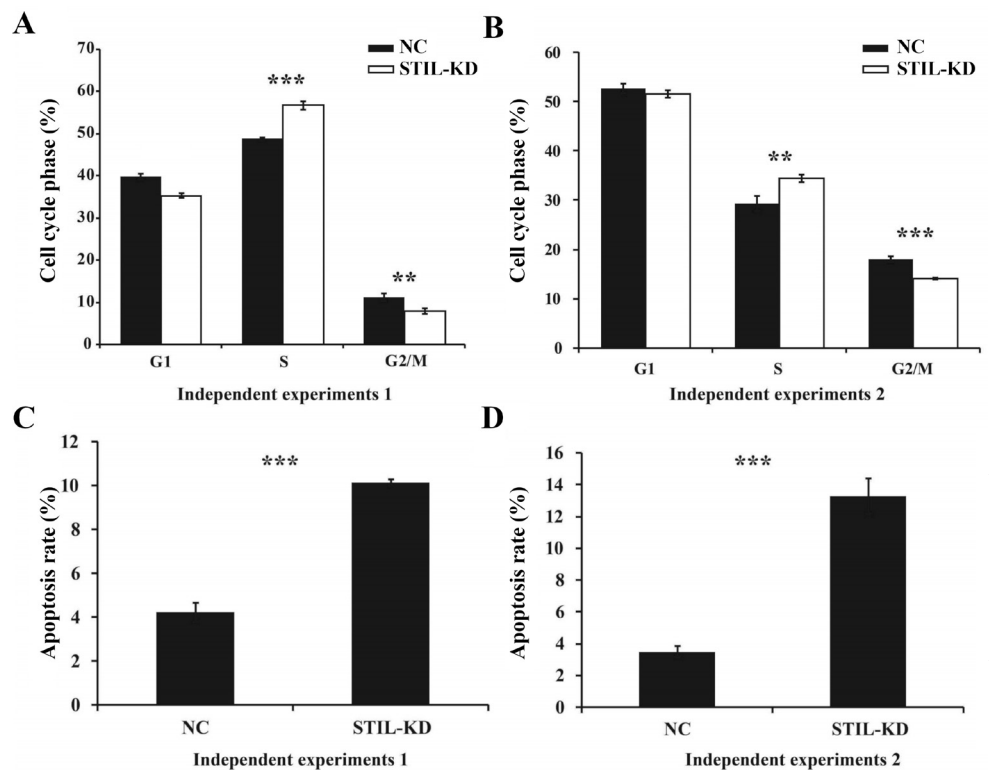 A
NC
STIL-KD
Cell cycle phase (%)
70
60
50
40
30
20
10
0
***
**
G1 S G2/M
Independent experiments 1
B
NC
STIL-KD
Cell cycle phase (%)
60
50
40
30
20
10
0
**
***
G1 S G2/M
Independent experiments 2
C
Apoptosis rate (%)
12
10
8
6
4
2
0
***
NC STIL-KD
Independent experiments 1
D
Apoptosis rate (%)
16
14
12
10
8
6
4
2
0
***
NC STIL-KD
Independent experiments 2